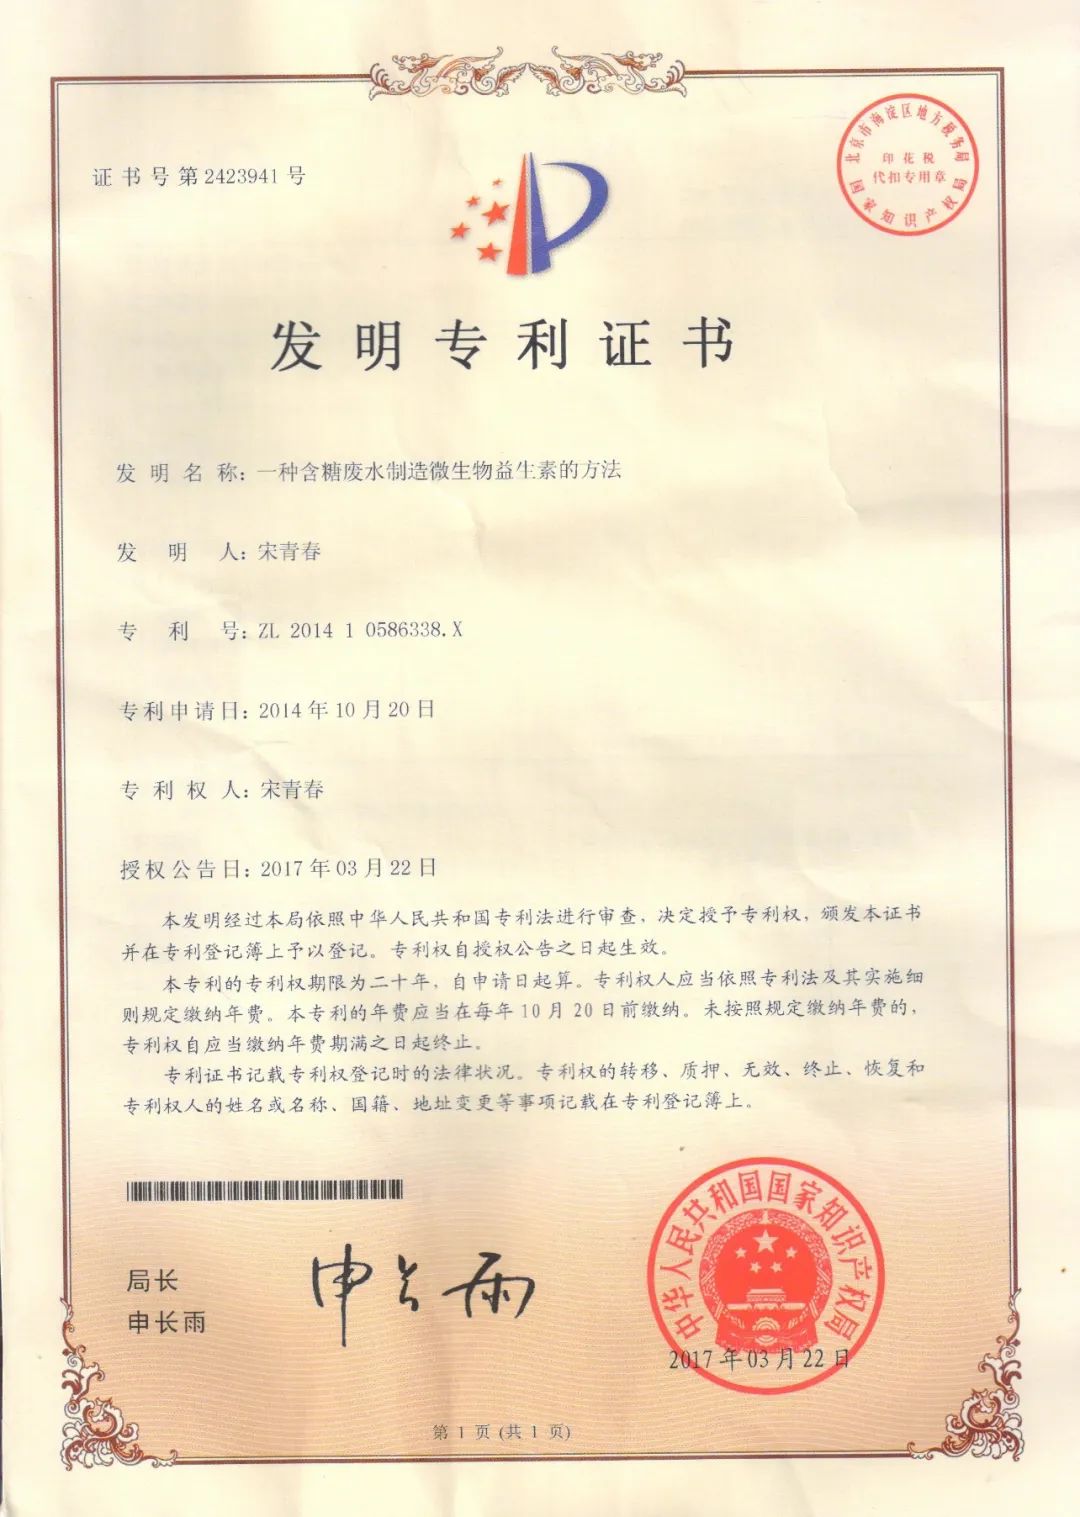 证书号第2423941号
北京市海淀区地方税务局
印花税
代扣专用章
国家知识产权局
发明专利证书
发明名称：一种含糖废水制造微生物益生素的方法
发明人：宋青春
专利号：ZL 2014 1 0586338.X
专利申请日：2014年10月20日
专利权人：宋青春
授权公告日：2017年03月22日
本发明经过本局依照中华人民共和国专利法进行审查，决定授予专利权，颁发本证书
并在专利登记簿上予以登记。专利权自授权公告之日起生效。
本专利的专利权期限为二十年，自申请日起算。专利权人应当依照专利法及其实施细
则规定缴纳年费。本专利的年费应当在每年10月20日前缴纳。未按照规定缴纳年费的，
专利权自应当缴纳年费期满之日起终止。
专利证书记载专利权登记时的法律状况。专利权的转移、质押、无效、终止、恢复和
专利权人的姓名或名称、国籍、地址变更等事项记载在专利登记簿上。
局长
申长雨
申长雨
中华人民共和国国家知识产权局
2017年03月22日
第1页(共1页)